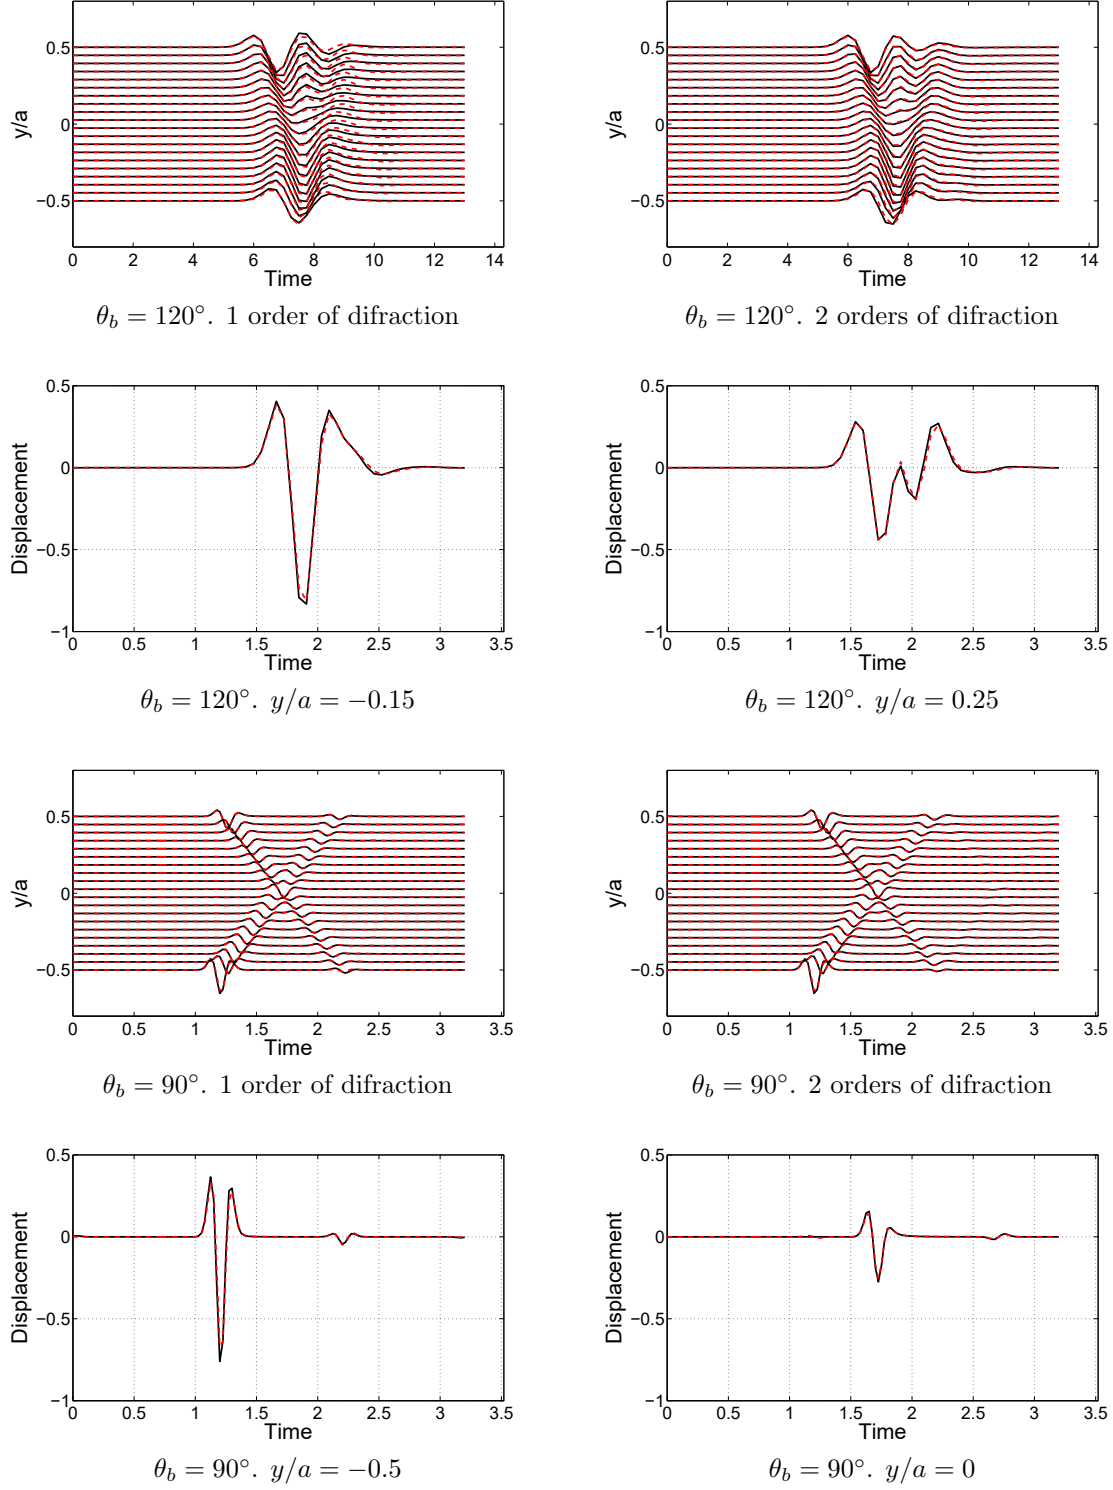 0.5
0
−0.5
y/a
0 2 4 6 8 10 12 14
Time
0.5
0
−0.5
y/a
0 2 4 6 8 10 12 14
Time
θb = 120°. 1 order of difraction
θb = 120°. 2 orders of difraction
0.5
0
−0.5
−1
Displacement
0 0.5 1 1.5 2 2.5 3 3.5
Time
0.5
0
−0.5
−1
Displacement
0 0.5 1 1.5 2 2.5 3 3.5
Time
θb = 120°. y/a = −0.15
θb = 120°. y/a = 0.25
0.5
0
−0.5
y/a
0 0.5 1 1.5 2 2.5 3 3.5
Time
0.5
0
−0.5
y/a
0 0.5 1 1.5 2 2.5 3 3.5
Time
θb = 90°. 1 order of difraction
θb = 90°. 2 orders of difraction
0.5
0
−0.5
−1
Displacement
0 0.5 1 1.5 2 2.5 3 3.5
Time
0.5
0
−0.5
−1
Displacement
0 0.5 1 1.5 2 2.5 3 3.5
Time
θb = 90°. y/a = −0.5
θb = 90°. y/a = 0